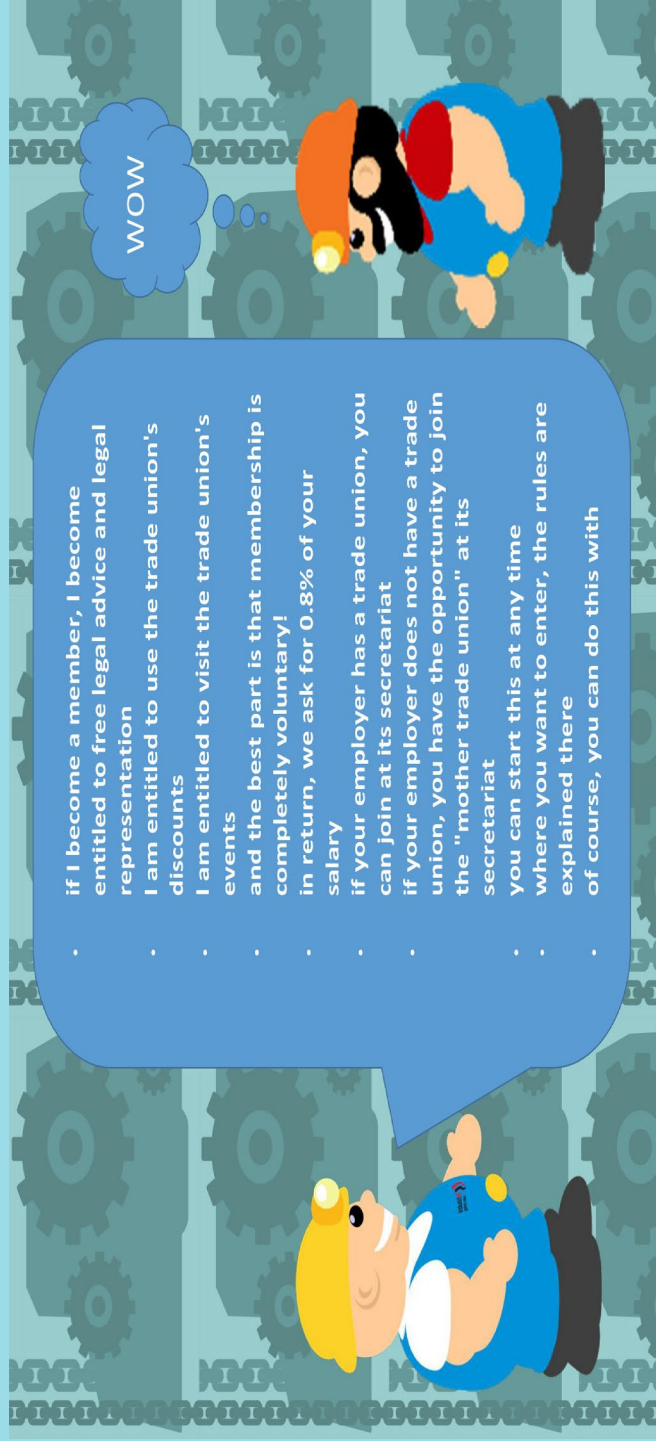 • if I become a member, I become
entitled to free legal advice and legal
representation
• I am entitled to use the trade union's
discounts
• I am entitled to visit the trade union's
events
• and the best part is that membership is
completely voluntary!
• in return, we ask for 0.8% of your
salary
• if your employer has a trade union, you
can join at its secretariat
• if your employer does not have a trade
union, you have the opportunity to join
the "mother trade union" at its
secretariat
• you can start this at any time
• where you want to enter, the rules are
explained there
• of course, you can do this with
WOW